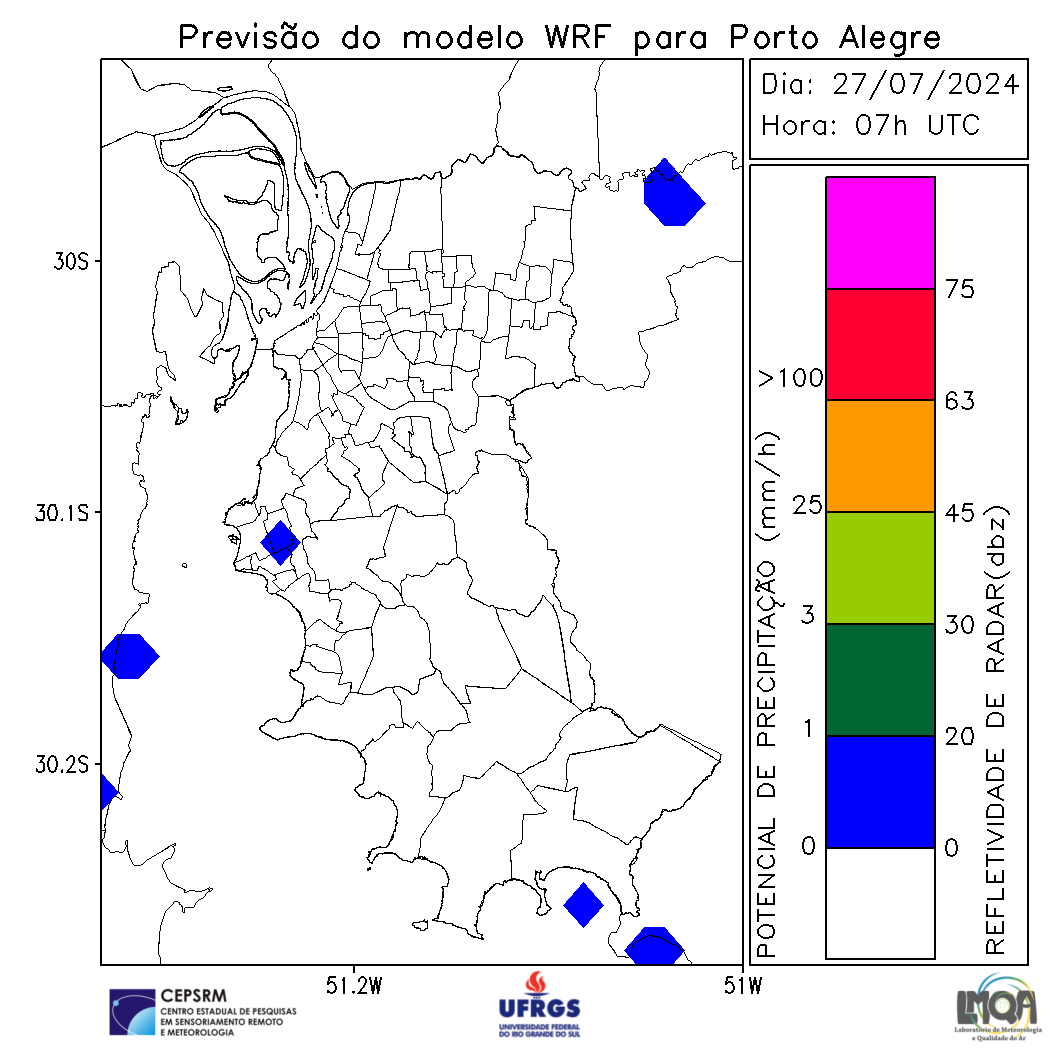 Previsão do modelo WRF para Porto Alegre
Dia: 27/07/2024
Hora: 07h UTC
30S
30.1S
30.2S
51.2W
51W
POTENCIAL DE PRECIPITAÇÃO (mm/h)
>100
25
3
1
0
75
63
45
30
20
0
REFLETIVIDADE DE RADAR(dbz)
CEPSRM
CENTRO ESTADUAL DE PESQUISAS
EM SENSORIAMENTO REMOTO
E METEOROLOGIA
UFRGS
UNIVERSIDADE FEDERAL
DO RIO GRANDE DO SUL
LMQA
Laboratório de Meteorologia
e Qualidade do Ar